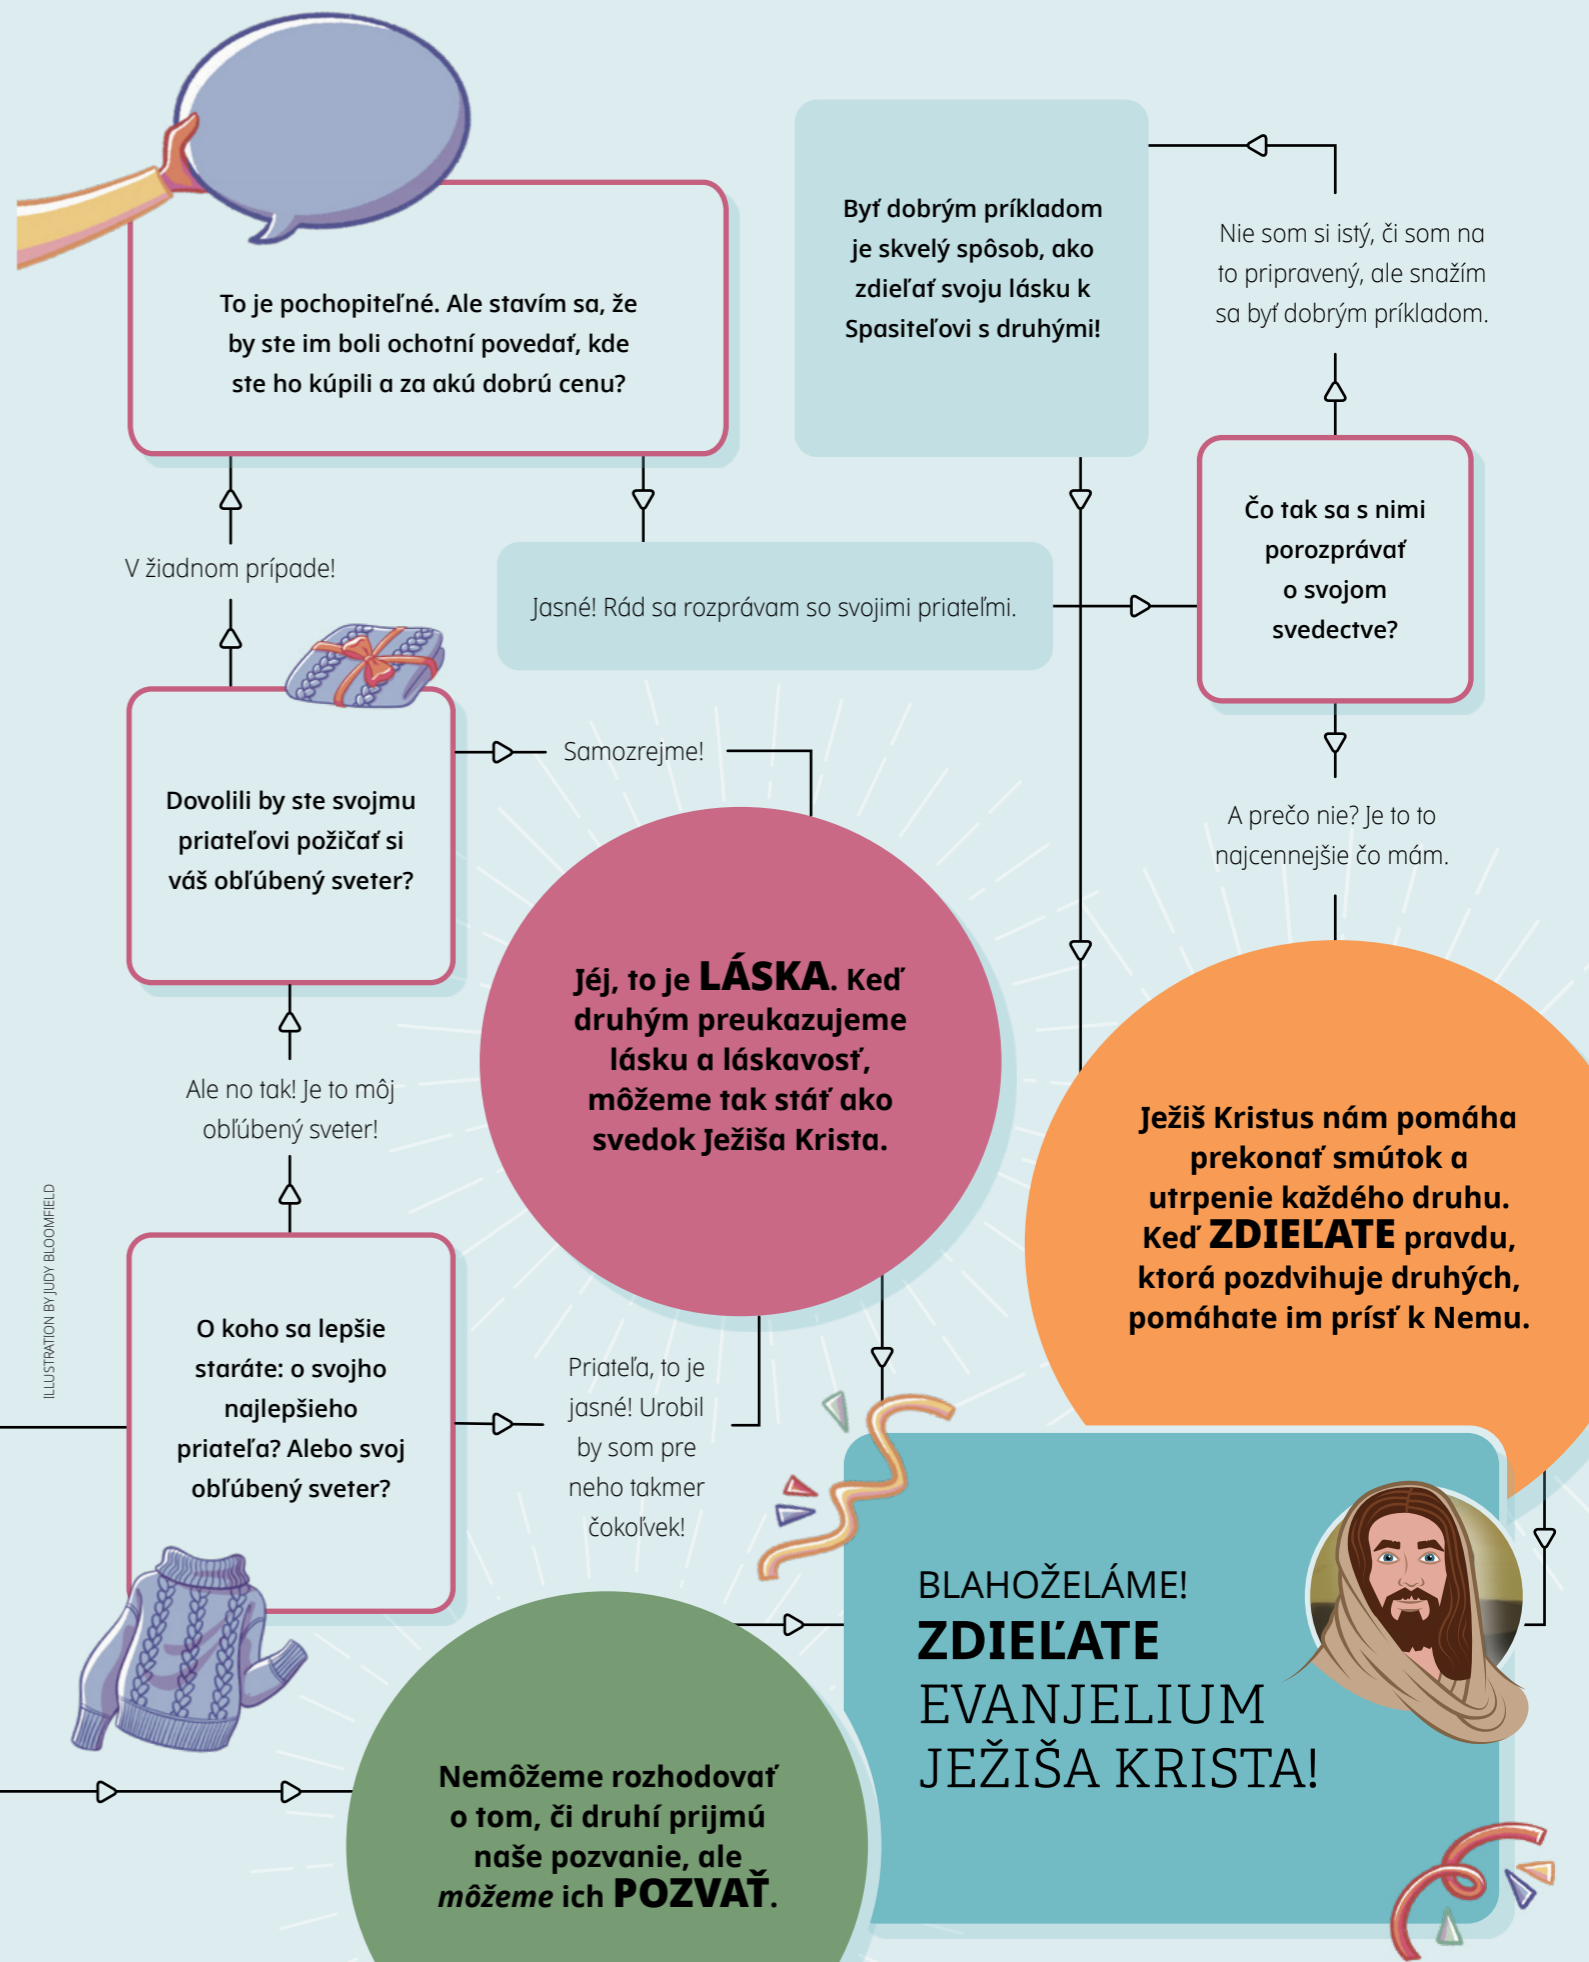 To je pochopiteľné. Ale stavím sa, že
by ste im boli ochotní povedať, kde
ste ho kúpili a za akú dobrú cenu?
Byť dobrým príkladom
je skvelý spôsob, ako
zdieľať svoju lásku k
Spasiteľovi s druhými!
Nie som si istý, či som na
to pripravený, ale snažím
sa byť dobrým príkladom.
V žiadnom prípade!
Jasné! Rád sa rozprávam so svojimi priateľmi.
Čo tak sa s nimi
porozprávať
o svojom
svedectve?
Dovolili by ste svojmu
priateľovi požičať si
váš obľúbený sveter?
Samozrejme!
A prečo nie? Je to to
najcennejšie čo mám.
Jéj, to je LÁSKA. Keď
druhým preukazujeme
lásku a láskavosť,
môžeme tak stáť ako
svedok Ježiša Krista.
Ale no tak! Je to môj
obľúbený sveter!
Ježiš Kristus nám pomáha
prekonať smútok a
utrpenie každého druhu.
Keď ZDIEĽATE pravdu,
ktorá pozdvihuje druhých,
pomáhate im prísť k Nemu.
ILLUSTRATION BY JUDY BLOOMFIELD
O koho sa lepšie
staráte: o svojho
najlepšieho
priateľa? Alebo svoj
obľúbený sveter?
Priateľa, to je
jasné! Urobil
by som pre
neho takmer
čokoľvek!
BLAHOŽELÁME!
ZDIEĽATE
EVANJELIUM
JEŽIŠA KRISTA!
Nemôžeme rozhodovať
o tom, či druhí prijmú
naše pozvanie, ale
môžeme ich POZVAŤ.